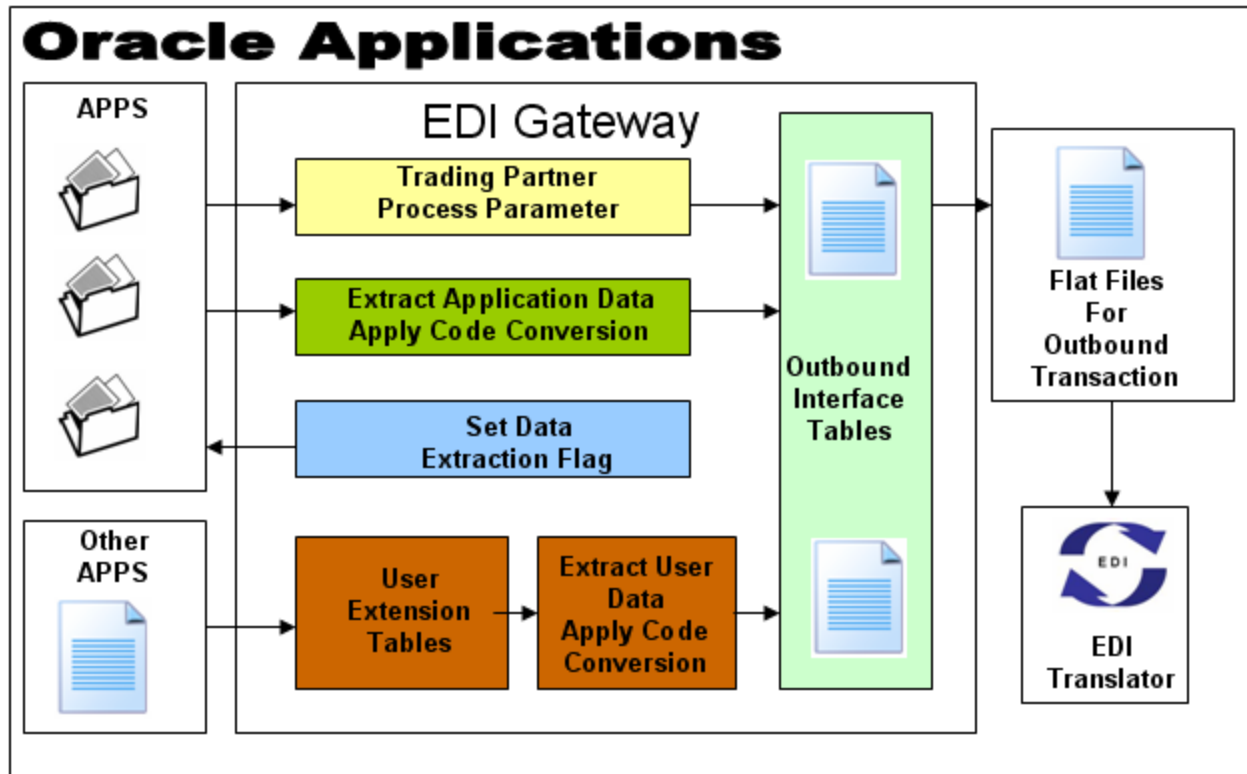 Oracle Applications
APPS
EDI Gateway
Trading Partner
Process Parameter
Extract Application Data
Apply Code Conversion
Set Data
Extraction Flag
Other
APPS
User
Extension
Tables
Extract User
Data
Apply Code
Conversion
Outbound
Interface
Tables
Flat Files
For
Outbound
Transaction
EDI
EDI
Translator